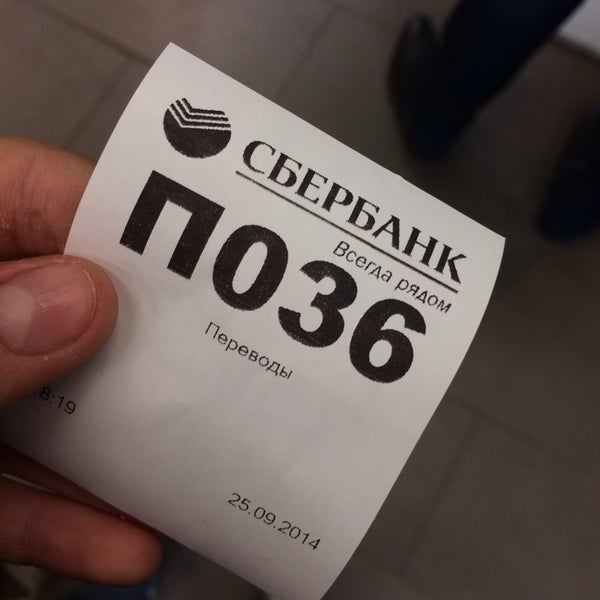 СБЕРБАНК
Всегда рядом
П036
Переводы
25.09.2014